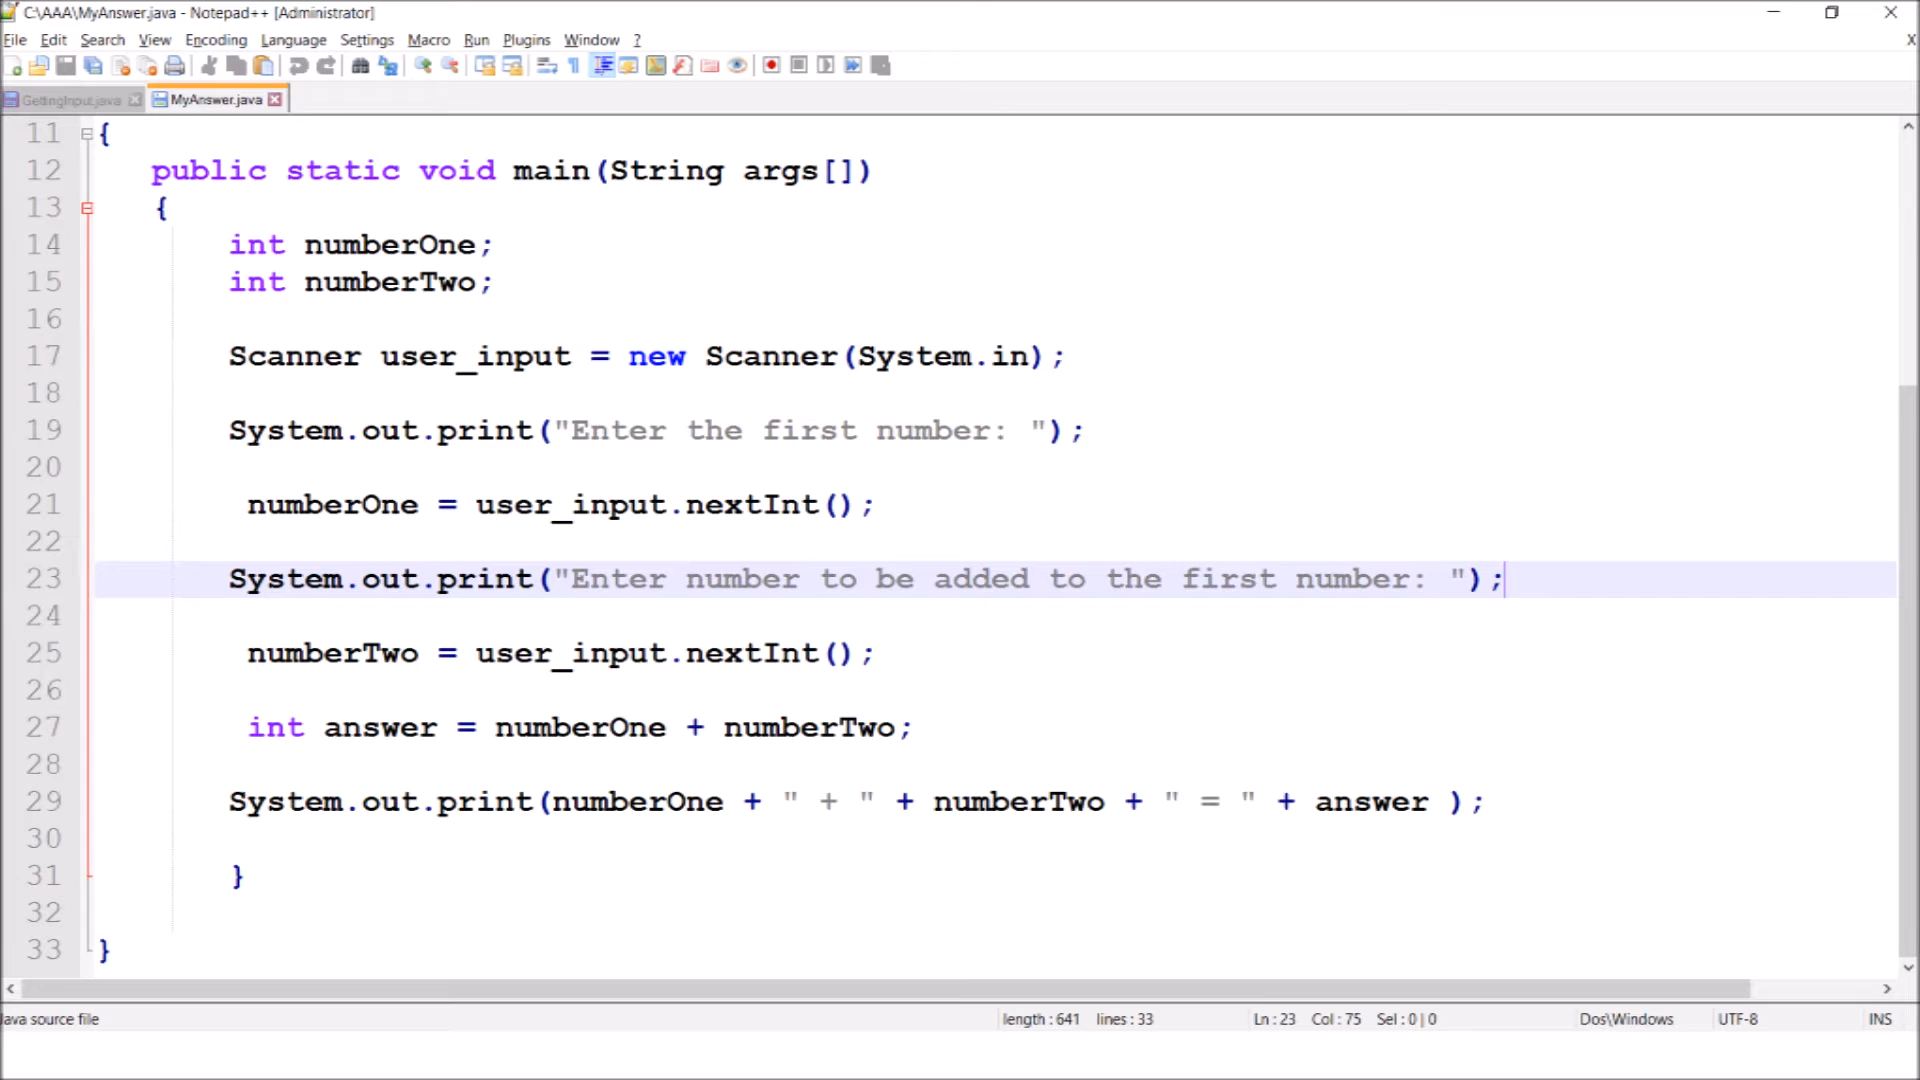 C:\AAA\MyAnswer.java - Notepad++ [Administrator]
File Edit Search View Encoding Language Settings Macro Run Plugins Window ? X
GettingInput.java MyAnswer.java
11 {
12 public static void main(String args[])
13 {
14 int numberOne;
15 int numberTwo;
16
17 Scanner user_input = new Scanner(System.in);
18
19 System.out.print("Enter the first number: ");
20
21 numberOne = user_input.nextInt();
22
23 System.out.print("Enter number to be added to the first number: ");
24
25 numberTwo = user_input.nextInt();
26
27 int answer = numberOne + numberTwo;
28
29 System.out.print(numberOne + " + " + numberTwo + " = " + answer );
30
31 }
32
33 }
Java source file length : 641 lines : 33 Ln : 23 Col : 75 Sel : 0 | 0 Dos\Windows UTF-8 INS